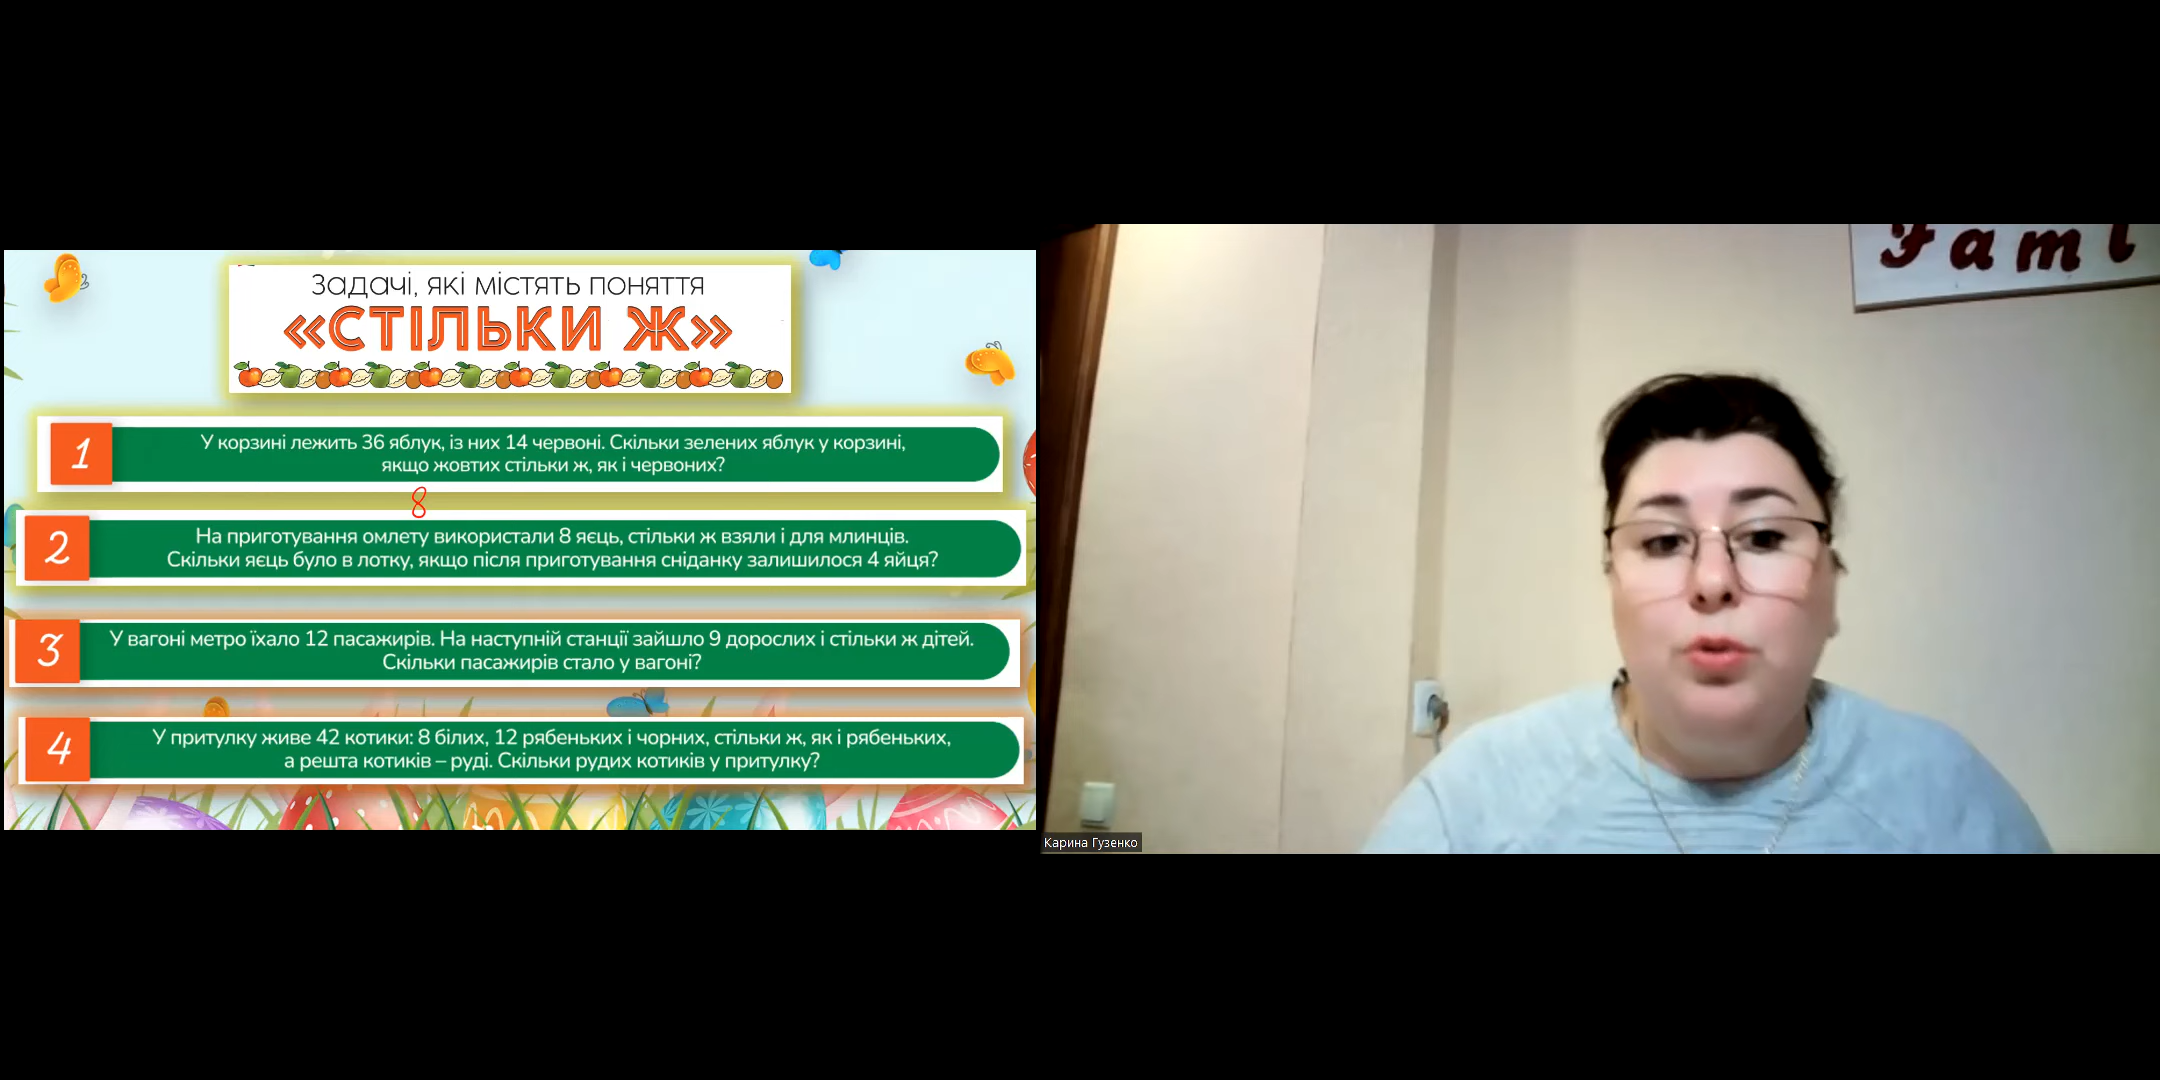 Задачі, які містять поняття
«СТІЛЬКИ Ж»
1
У корзині лежить 36 яблук, із них 14 червоні. Скільки зелених яблук у корзині,
якщо жовтих стільки ж, як і червоних?
8
2
На приготування омлету використали 8 яєць, стільки ж взяли і для млинців.
Скільки яєць було в лотку, якщо після приготування сніданку залишилося 4 яйця?
3
У вагоні метро їхало 12 пасажирів. На наступній станції зайшло 9 дорослих і стільки ж дітей.
Скільки пасажирів стало у вагоні?
4
У притулку живе 42 котики: 8 білих, 12 рябеньких і чорних, стільки ж, як і рябеньких,
а решта котиків – руді. Скільки рудих котиків у притулку?
Famil
Карина Гузенко